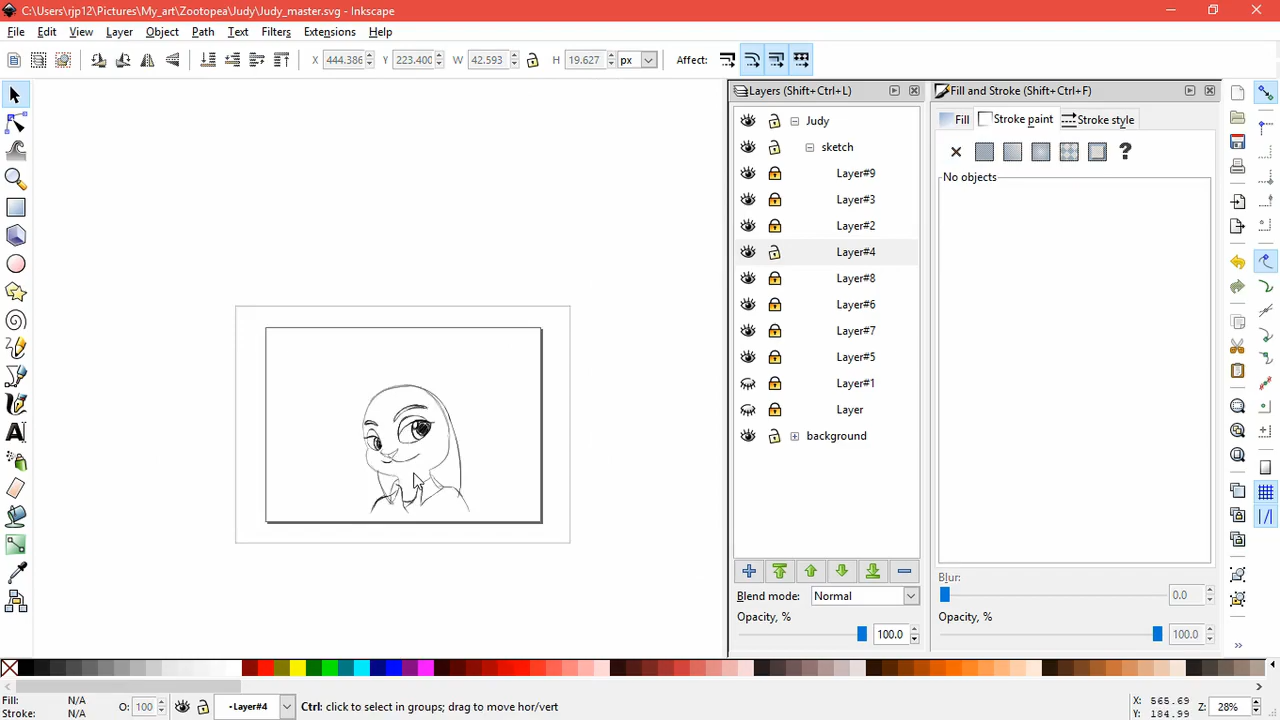 C:\Users\rjp12\Pictures\My_art\Zootopea\Judy\Judy_master.svg - Inkscape
File Edit View Layer Object Path Text Filters Extensions Help
X 444.386 Y 223.400 W 42.593 H 19.627 px Affect:
Layers (Shift+Ctrl+L)
Judy
sketch
Layer#9
Layer#3
Layer#2
Layer#4
Layer#8
Layer#6
Layer#7
Layer#5
Layer#1
Layer
background
Blend mode: Normal
Opacity, %
100.0
Fill and Stroke (Shift+Ctrl+F)
Fill Stroke paint Stroke style
No objects
Blur:
0.0
Opacity, %
100.0
Fill: N/A
Stroke: N/A
O: 100
·Layer#4
Ctrl: click to select in groups; drag to move hor/vert
X: 565.69
Y: 184.99
Z: 28%